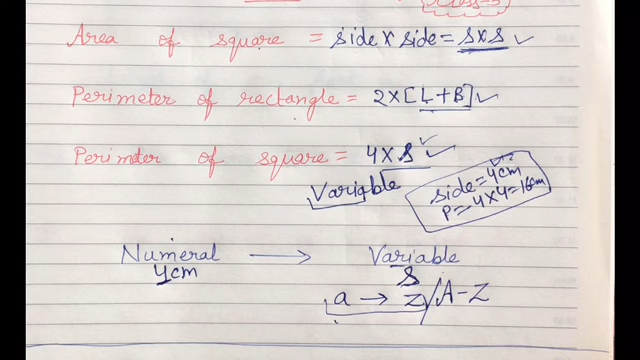 Area of square = side × side = s×s ✓
Perimeter of rectangle = 2×[L+B] ✓
Perimeter of square = 4×s ✓
Variable
side=4cm
P=4×4=16cm
Numeral → Variable
4cm s
a → z/A-Z